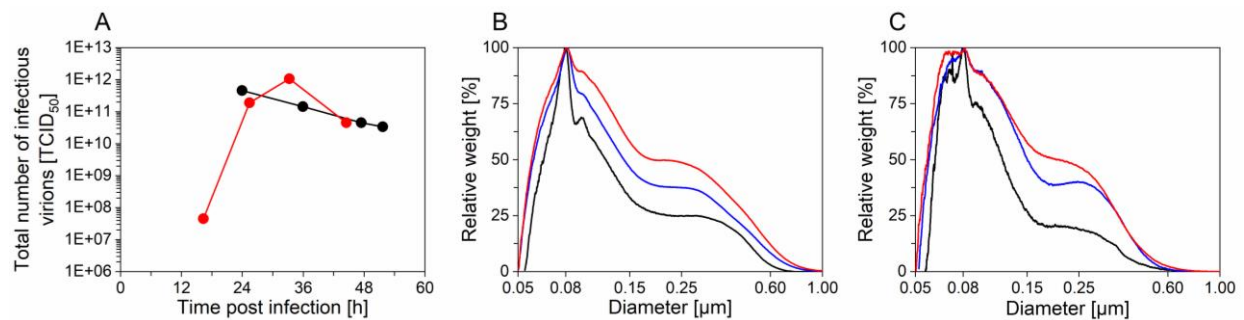 A
Total number of infectious
virions [TCID50]
1E+13
1E+12
1E+11
1E+10
1E+09
1E+08
1E+07
1E+06
0 12 24 36 48 60
Time post infection [h]
B
Relative weight [%]
100
75
50
25
0
0.05 0.08 0.15 0.25 0.60 1.00
Diameter [µm]
C
Relative weight [%]
100
75
50
25
0
0.05 0.08 0.15 0.25 0.60 1.00
Diameter [µm]